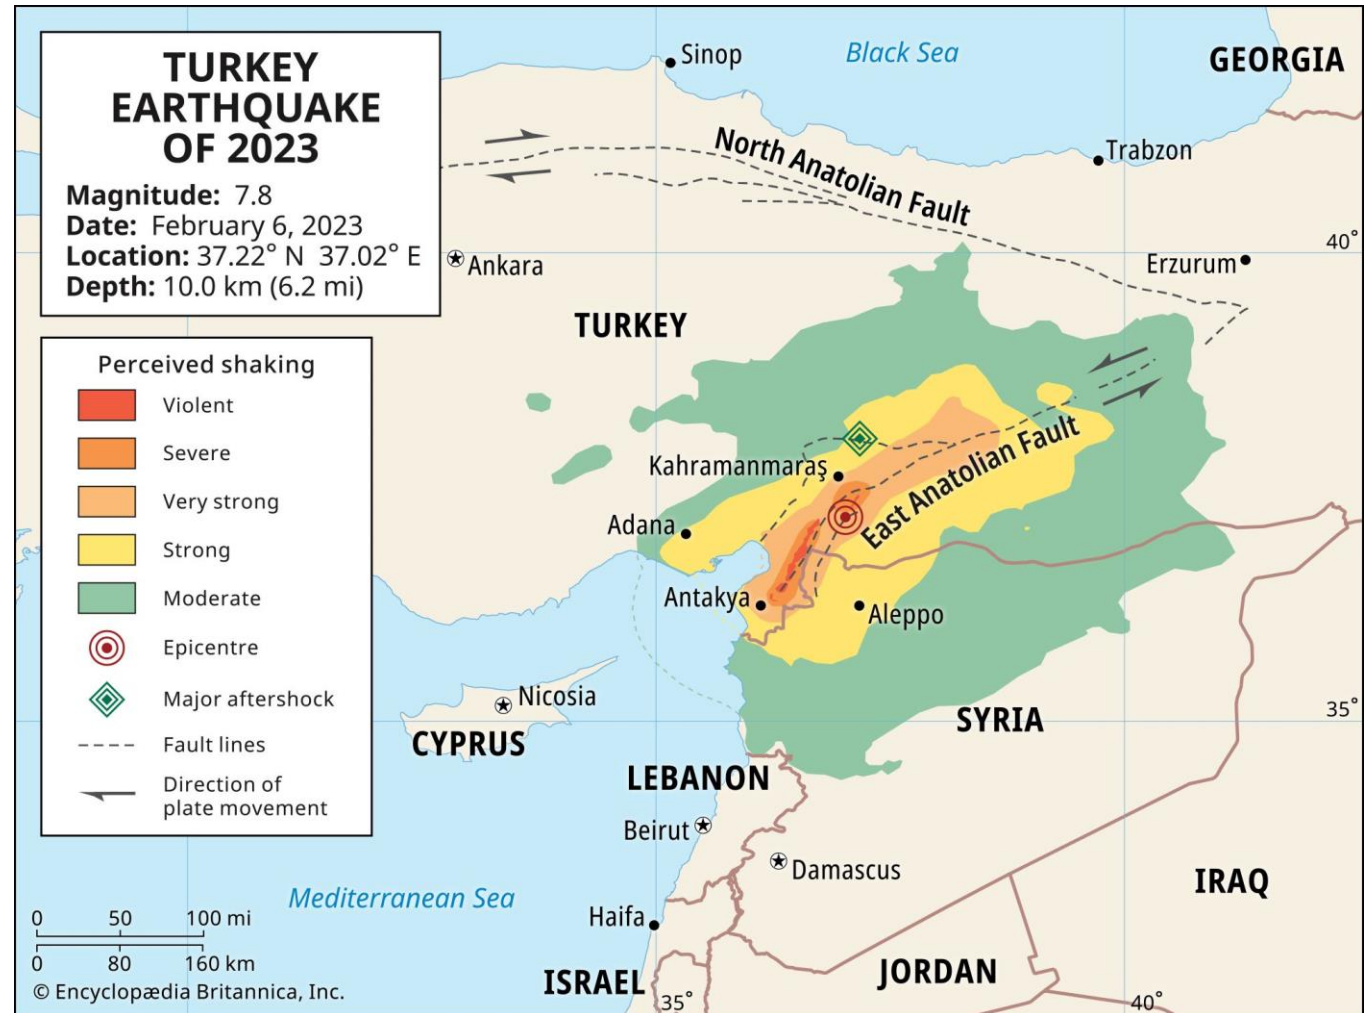 TURKEY
EARTHQUAKE
OF 2023
Magnitude: 7.8
Date: February 6, 2023
Location: 37.22° N 37.02° E
Depth: 10.0 km (6.2 mi)
Perceived shaking
Violent
Severe
Very strong
Strong
Moderate
Epicentre
Major aftershock
Fault lines
Direction of
plate movement
Sinop
Black Sea
GEORGIA
North Anatolian Fault
Trabzon
40°
Ankara
Erzurum
TURKEY
Kahramanmaraş
East Anatolian Fault
Adana
Antakya
Aleppo
Nicosia
CYPRUS
SYRIA
35°
LEBANON
Beirut
Damascus
IRAQ
Mediterranean Sea
Haifa
JORDAN
ISRAEL
35°
40°
0 50 100 mi
0 80 160 km
© Encyclopædia Britannica, Inc.